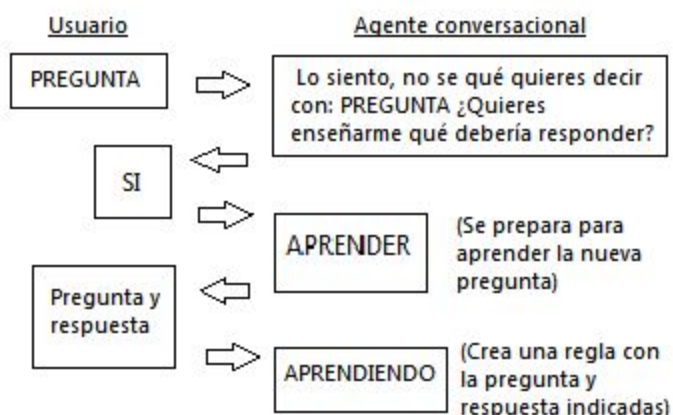 Usuario
Agente conversacional
PREGUNTA
Lo siento, no se qué quieres decir
con: PREGUNTA ¿Quieres
enseñarme qué debería responder?
SI
APRENDER
(Se prepara para
aprender la nueva
pregunta)
Pregunta y
respuesta
APRENDIENDO
(Crea una regla con
la pregunta y
respuesta indicadas)